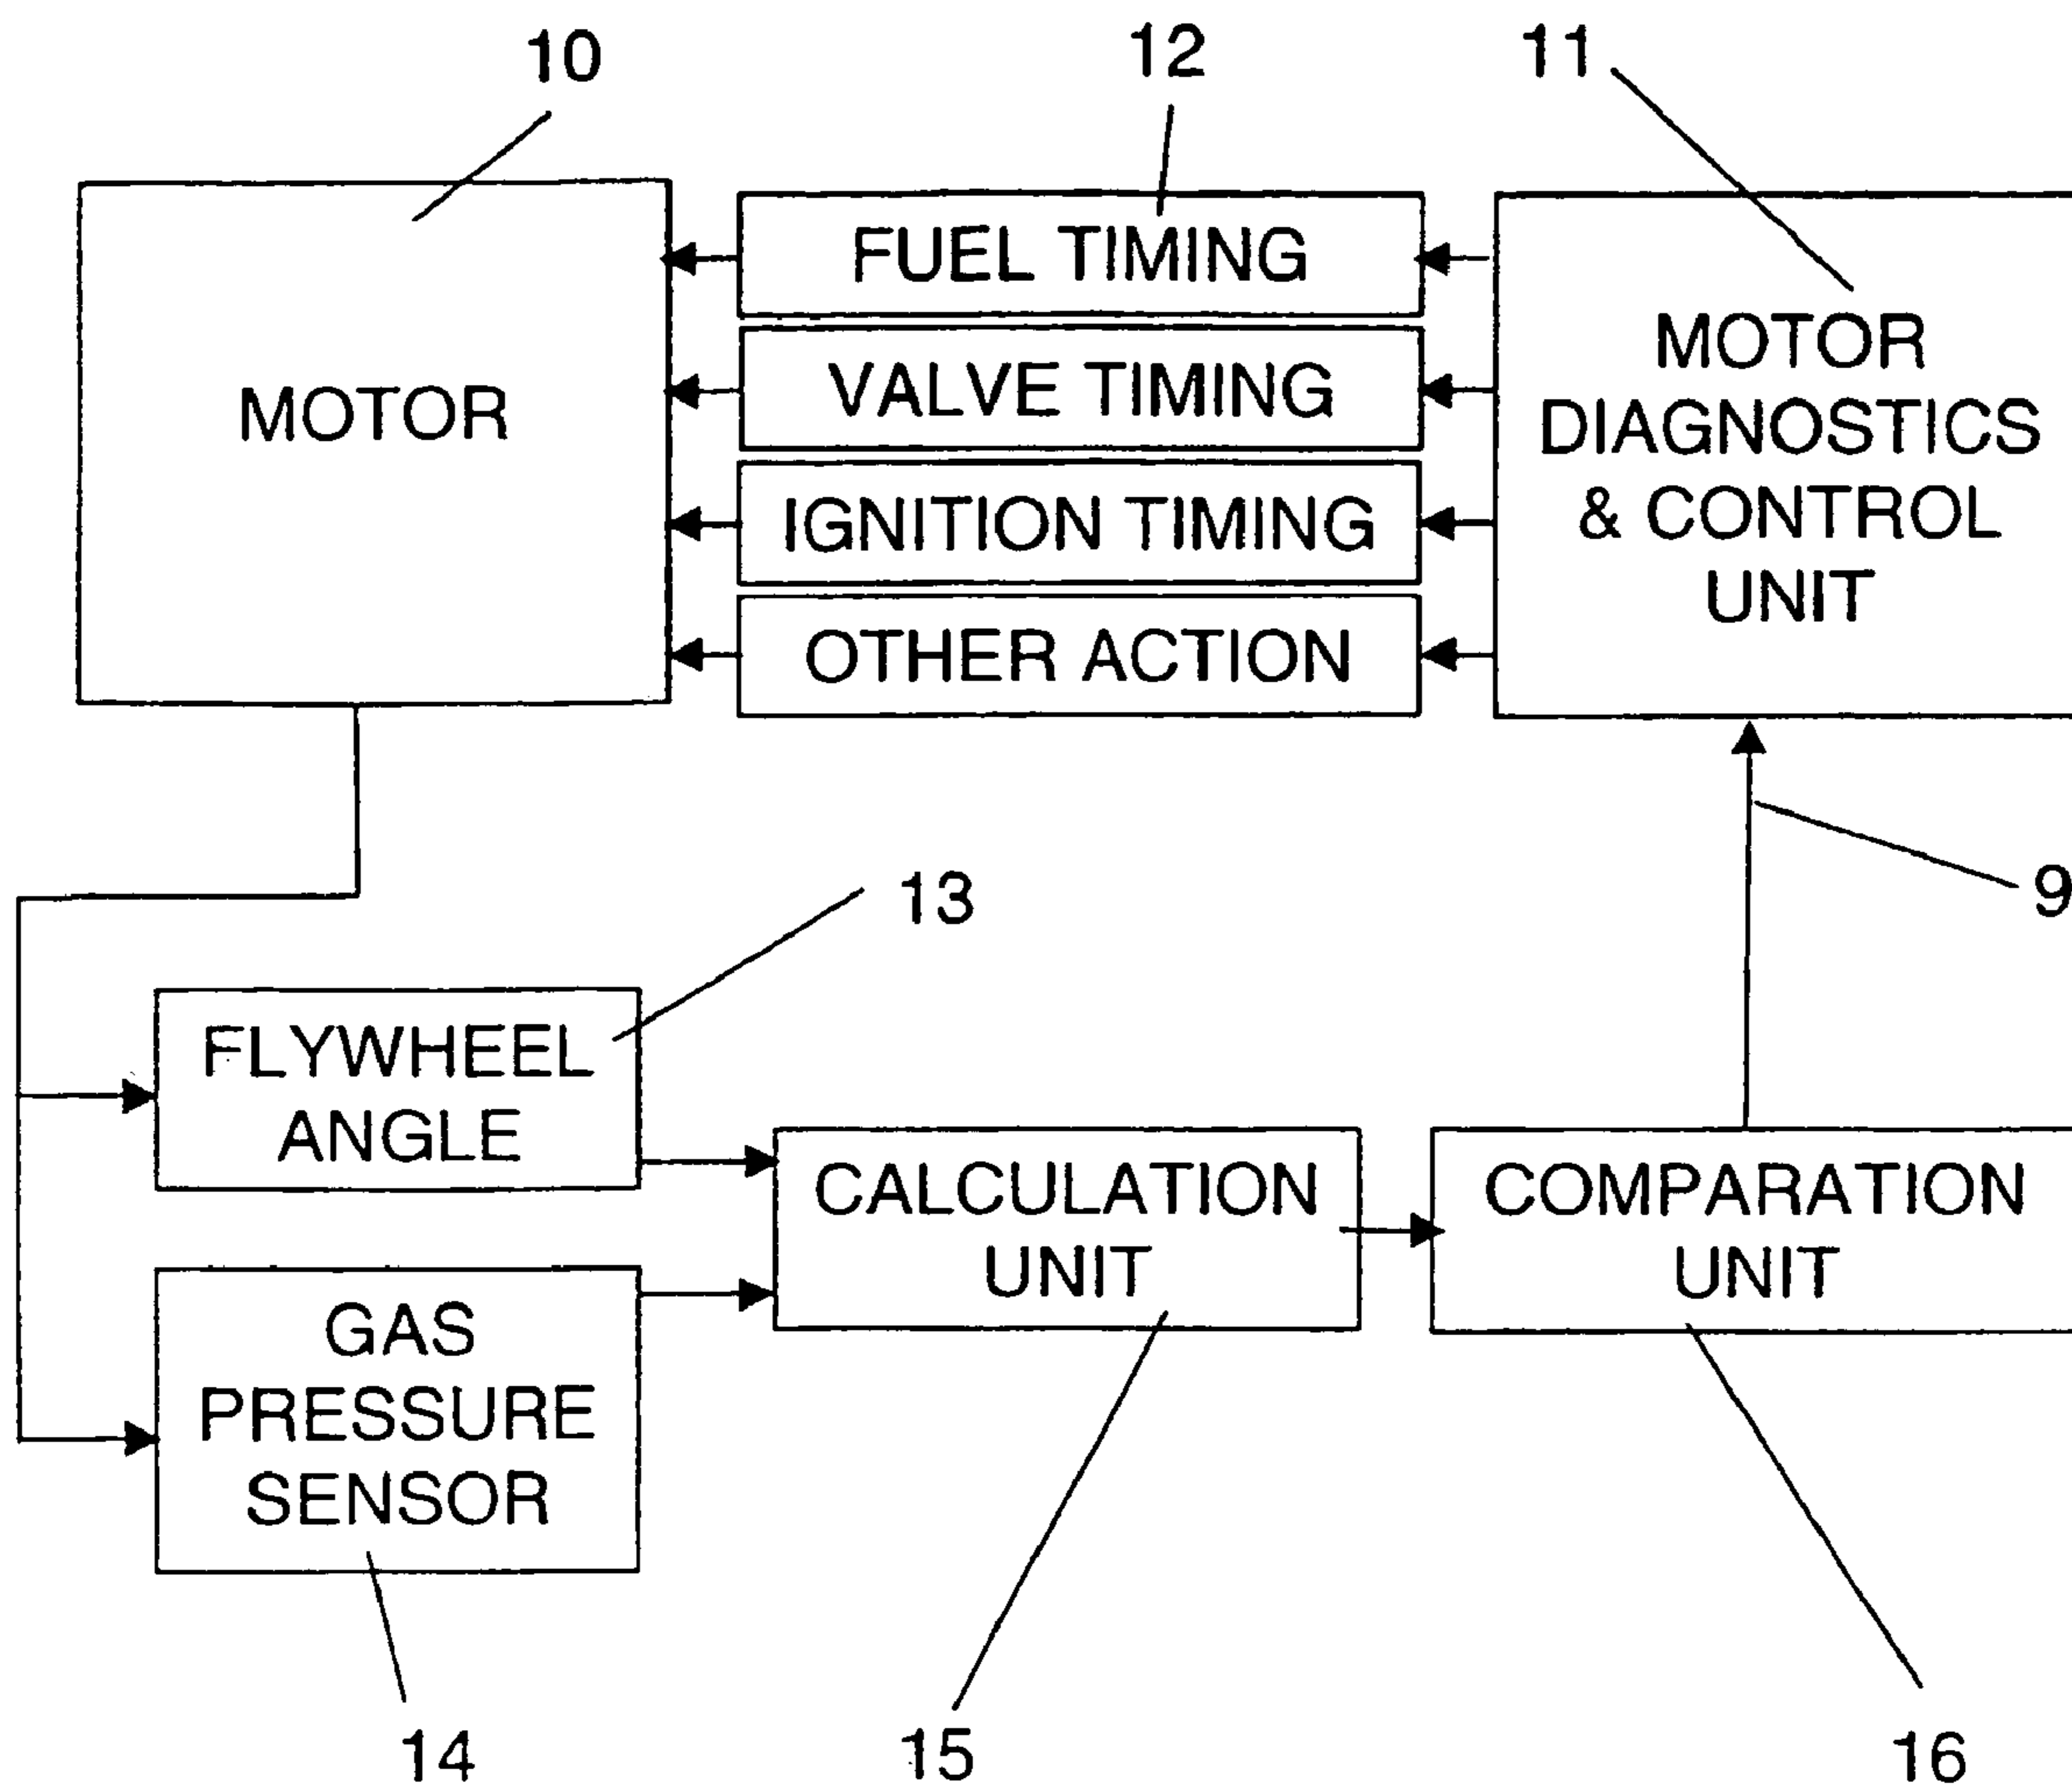 10
12
11
MOTOR
FUEL TIMING
VALVE TIMING
IGNITION TIMING
OTHER ACTION
MOTOR
DIAGNOSTICS
& CONTROL
UNIT
9
13
FLYWHEEL
ANGLE
GAS
PRESSURE
SENSOR
CALCULATION
UNIT
COMPARATION
UNIT
14
15
16